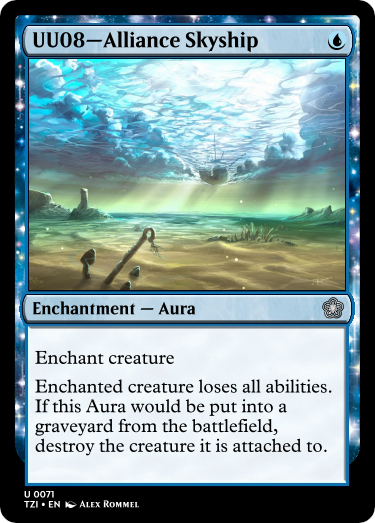 UU08—Alliance Skyship
Enchantment — Aura
Enchant creature
Enchanted creature loses all abilities.
If this Aura would be put into a
graveyard from the battlefield,
destroy the creature it is attached to.
U 0071
TZI • EN Alex Rommel